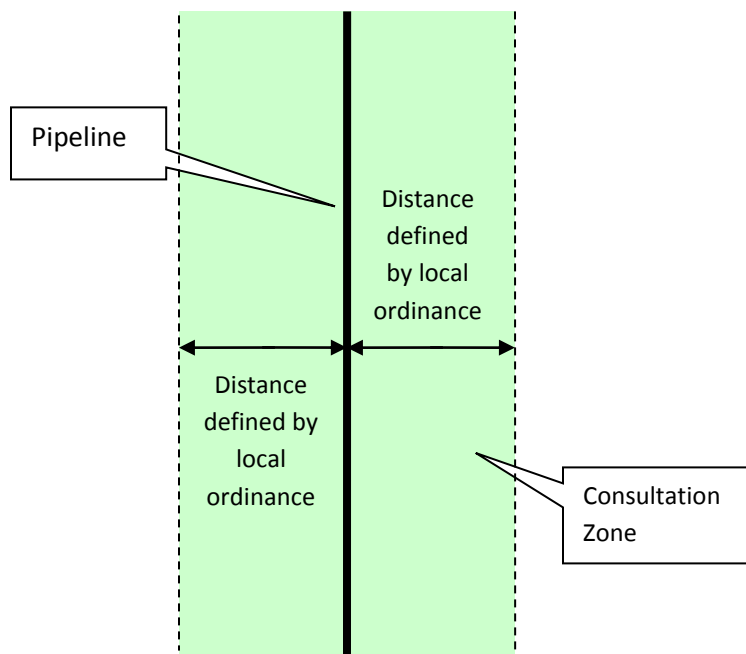 Pipeline
Distance
defined
by local
ordinance
Distance
defined by
local
ordinance
Consultation
Zone